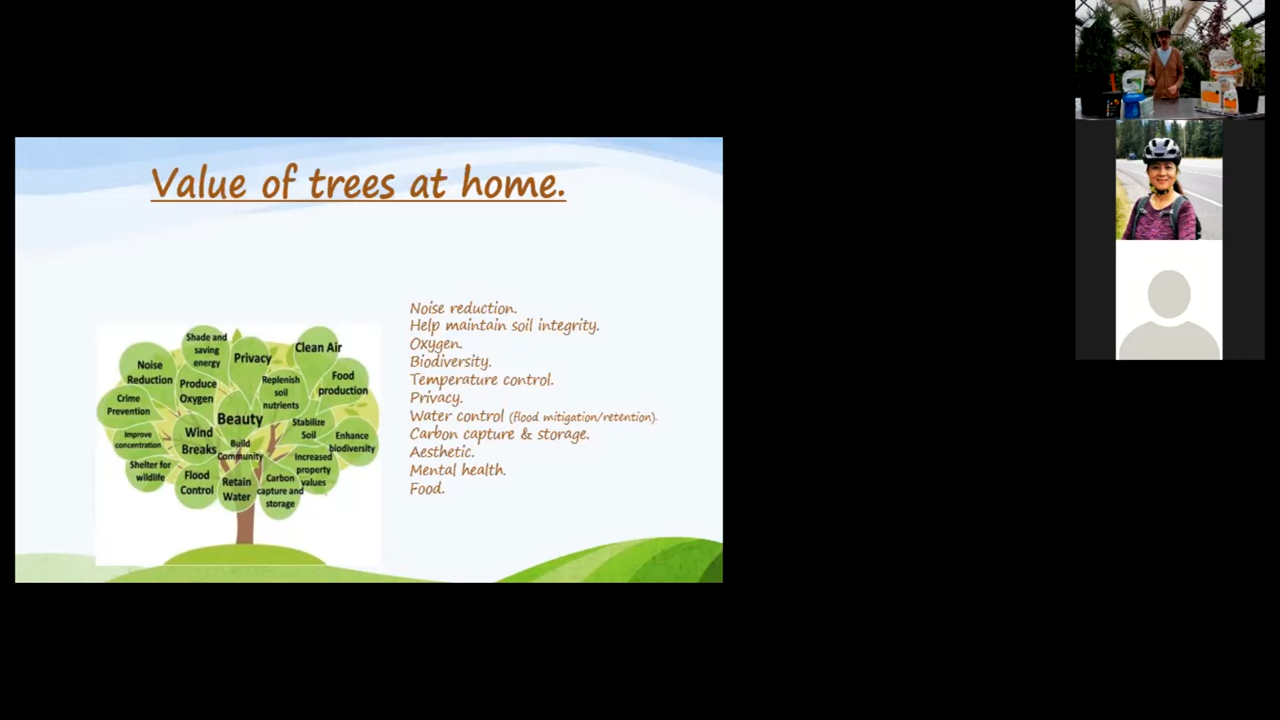 Value of trees at home.
Noise reduction.
Help maintain soil integrity.
Oxygen.
Biodiversity.
Temperature control.
Privacy.
Water control (flood mitigation/retention).
Carbon capture & storage.
Aesthetic.
Mental health.
Food.
Shade and
saving
energy
Privacy
Clean Air
Noise
Reduction
Produce
Oxygen
Replenish
soil
nutrients
Food
production
Crime
Prevention
Beauty
Stabilize
Soil
Improve
concentration
Wind
Breaks
Build
Community
Enhance
biodiversity
Shelter for
wildlife
Flood
Control
Retain
Water
Carbon
capture and
storage
Increased
property
values